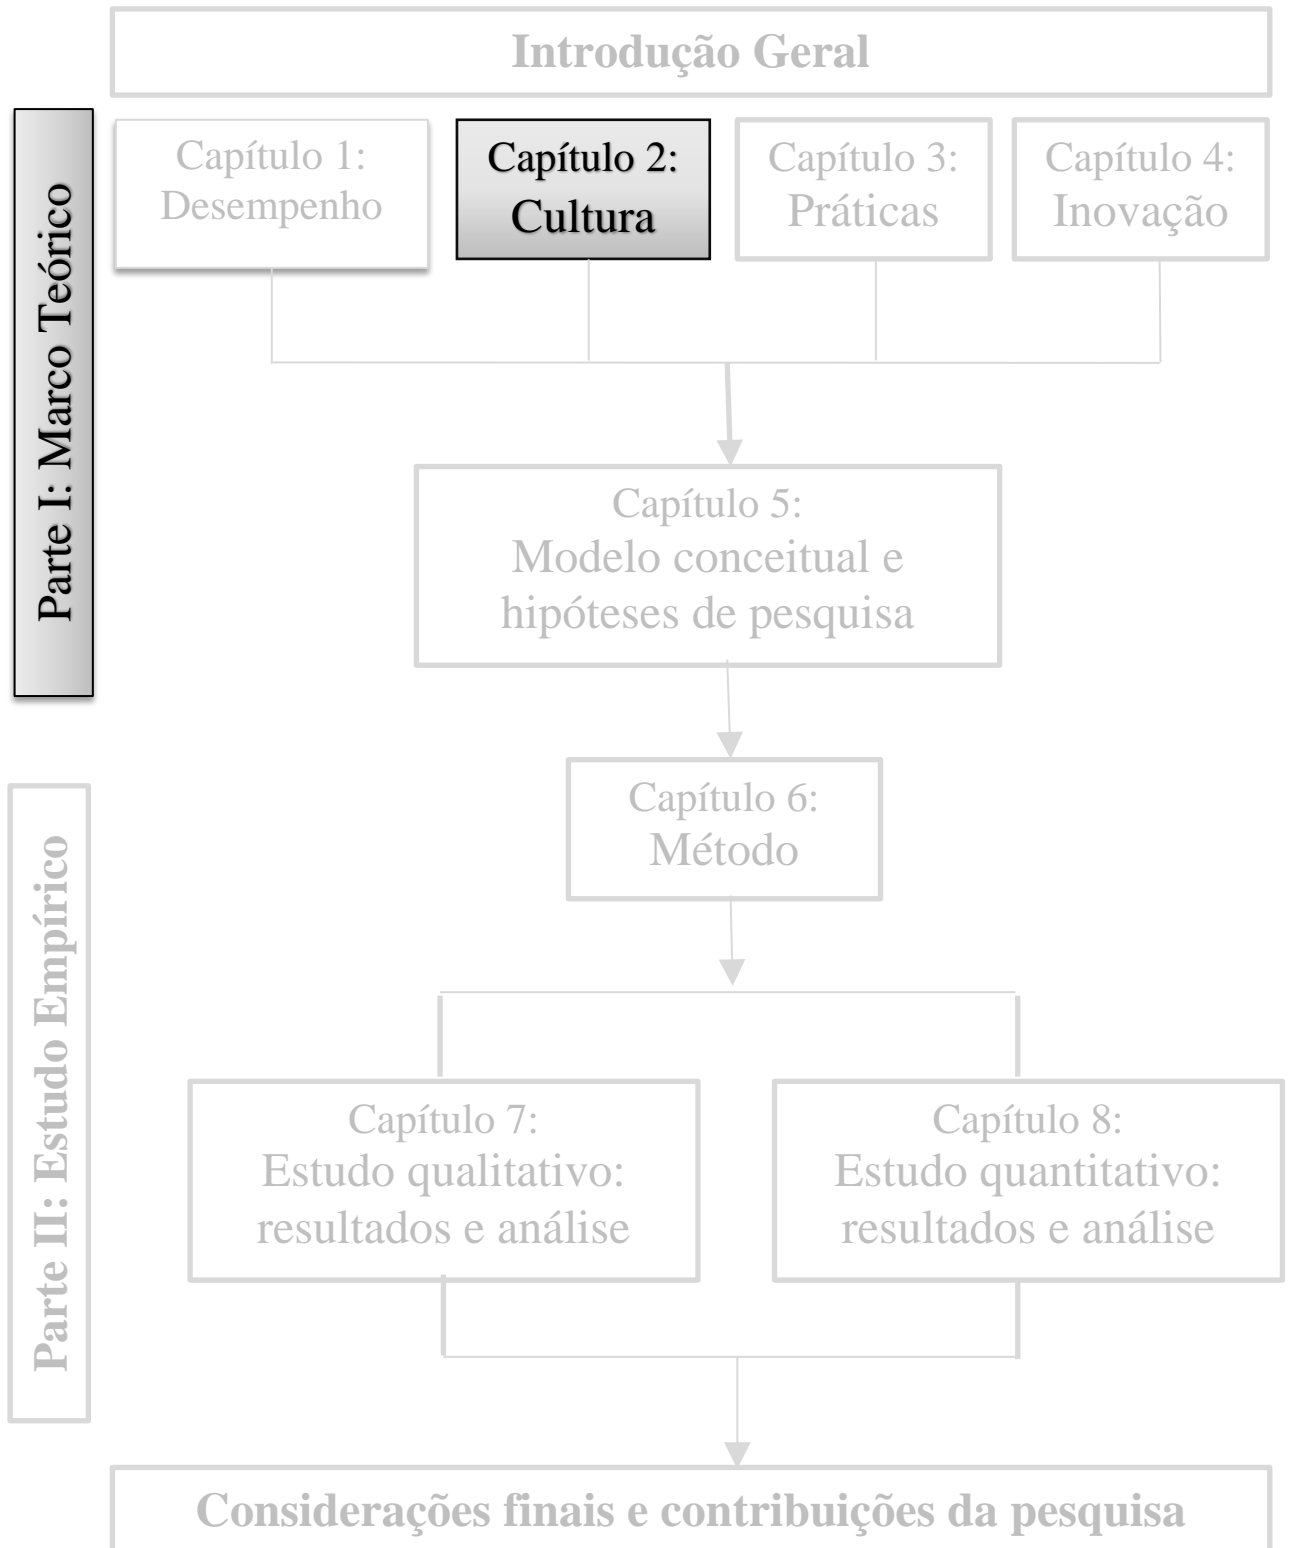 Introdução Geral
Parte I: Marco Teórico
Capítulo 1:
Desempenho
Capítulo 2:
Cultura
Capítulo 3:
Práticas
Capítulo 4:
Inovação
Capítulo 5:
Modelo conceitual e
hipóteses de pesquisa
Parte II: Estudo Empírico
Capítulo 6:
Método
Capítulo 7:
Estudo qualitativo:
resultados e análise
Capítulo 8:
Estudo quantitativo:
resultados e análise
Considerações finais e contribuições da pesquisa